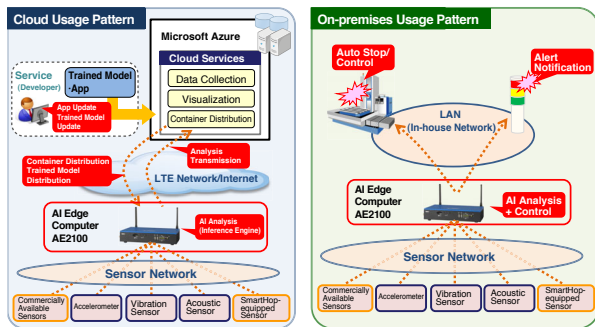 Cloud Usage Pattern
Microsoft Azure
Cloud Services
Data Collection
Visualization
Container Distribution
Service
(Developer)
Trained Model
·App
App Update
Trained Model
Update
Container Distribution
Trained Model
Distribution
Analysis
Transmission
LTE Network/Internet
AI Edge
Computer
AE2100
AI Analysis
(Inference Engine)
Sensor Network
Commercially
Available
Sensors
Accelerometer
Vibration
Sensor
Acoustic
Sensor
SmartHop-
equipped
Sensor
On-premises Usage Pattern
Auto Stop/
Control
Alert
Notification
LAN
(In-house Network)
AI Edge
Computer
AE2100
AI Analysis
+ Control
Sensor Network
Commercially
Available
Sensors
Accelerometer
Vibration
Sensor
Acoustic
Sensor
SmartHop-
equipped
Sensor